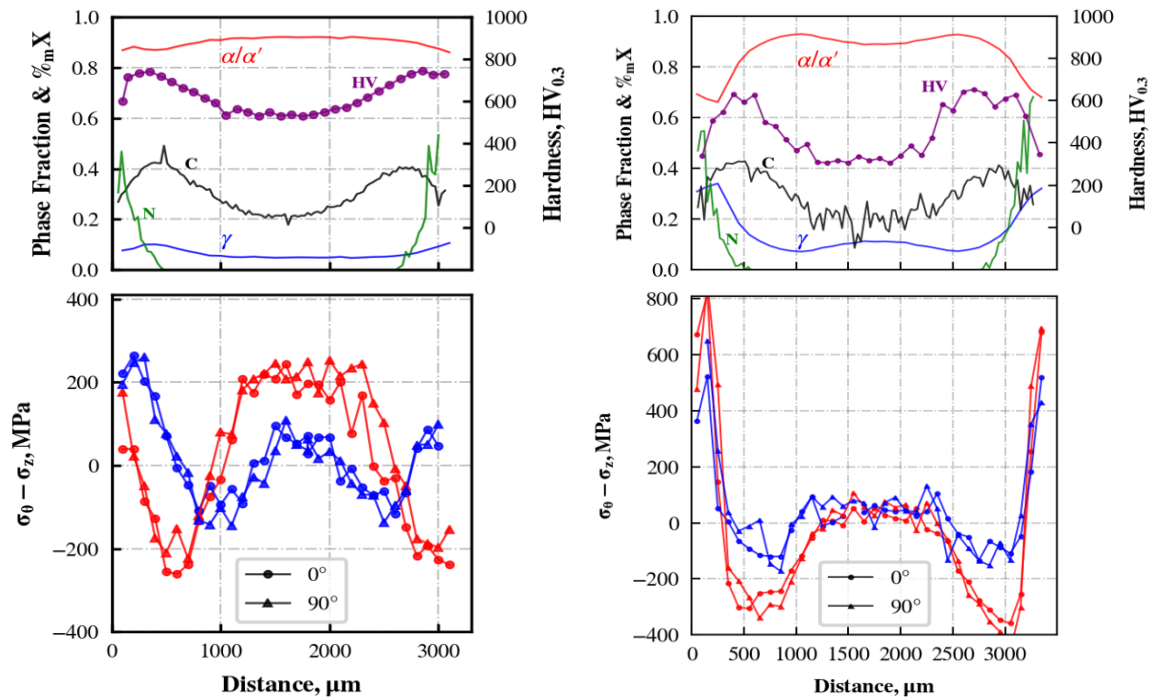 1.0
0.8
0.6
0.4
0.2
0.0
Phase Fraction & %mX
α/α′
HV
C
N
γ
1000
800
600
400
200
0
Hardness, HV0.3
1.0
0.8
0.6
0.4
0.2
0.0
Phase Fraction & %mX
α/α′
HV
C
N
γ
1000
800
600
400
200
0
Hardness, HV0.3
400
200
0
−200
−400
σθ − σz, MPa
0°
90°
0 1000 2000 3000
Distance, μm
800
600
400
200
0
−200
−400
σθ − σz, MPa
0°
90°
0 500 1000 1500 2000 2500 3000
Distance, μm